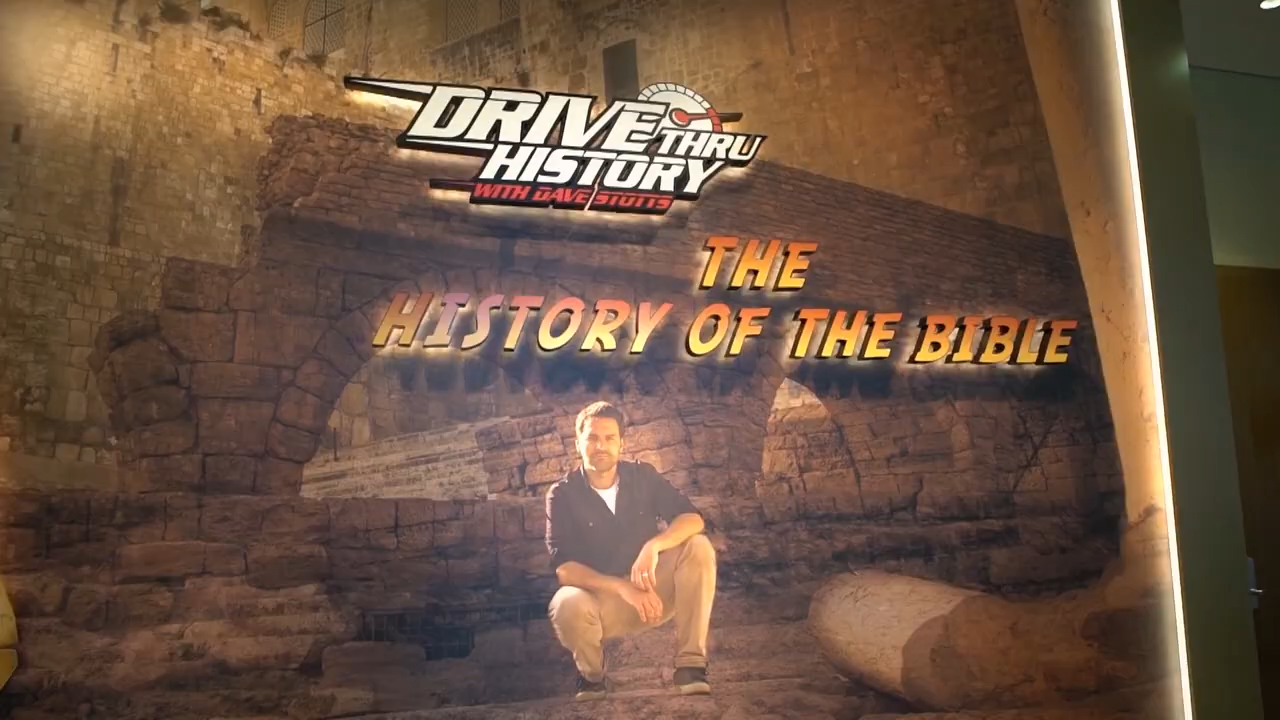 DRIVE THRU
HISTORY
WITH DAVE STOTTS
THE
HISTORY OF THE BIBLE